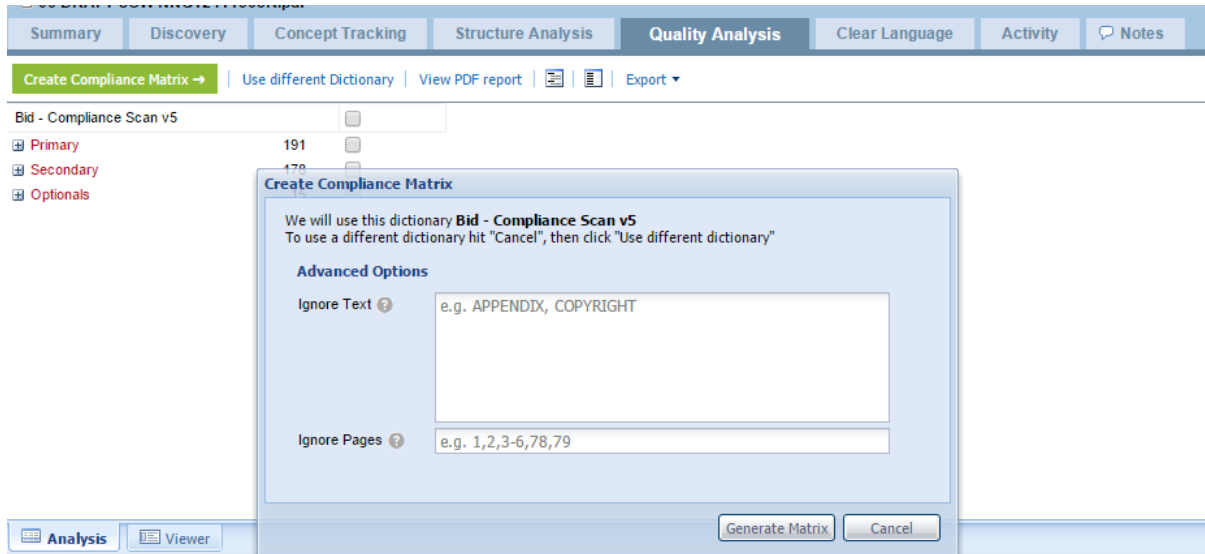 Summary Discovery Concept Tracking Structure Analysis Quality Analysis Clear Language Activity Notes
Create Compliance Matrix → Use different Dictionary View PDF report Export ▾
Bid - Compliance Scan v5
Primary 191
Secondary 178
Optionals
Create Compliance Matrix
We will use this dictionary Bid - Compliance Scan v5
To use a different dictionary hit "Cancel", then click "Use different dictionary"
Advanced Options
Ignore Text ? e.g. APPENDIX, COPYRIGHT
Ignore Pages ? e.g. 1,2,3-6,78,79
Generate Matrix Cancel
Analysis Viewer